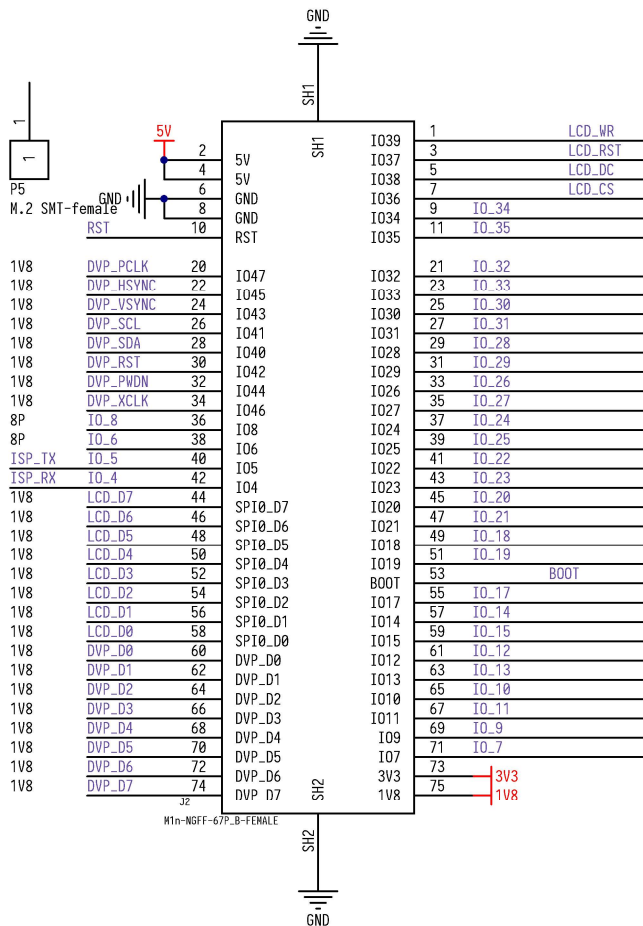 GND
SH1
1
1
P5
M.2 SMT-female
5V
SH1
2 5V IO39 1 LCD_WR
4 5V IO37 3 LCD_RST
6 GND IO38 5 LCD_DC
GND
8 GND IO36 7 LCD_CS
RST 10 RST IO34 9 IO_34
IO35 11 IO_35
1V8 DVP_PCLK 20 IO47 IO32 21 IO_32
1V8 DVP_HSYNC 22 IO45 IO33 23 IO_33
1V8 DVP_VSYNC 24 IO43 IO30 25 IO_30
1V8 DVP_SCL 26 IO41 IO31 27 IO_31
1V8 DVP_SDA 28 IO40 IO28 29 IO_28
1V8 DVP_RST 30 IO42 IO29 31 IO_29
1V8 DVP_PWDN 32 IO44 IO26 33 IO_26
1V8 DVP_XCLK 34 IO46 IO27 35 IO_27
8P IO_8 36 IO8 IO24 37 IO_24
8P IO_6 38 IO6 IO25 39 IO_25
ISP_TX IO_5 40 IO5 IO22 41 IO_22
ISP_RX IO_4 42 IO4 IO23 43 IO_23
1V8 LCD_D7 44 SPI0_D7 IO20 45 IO_20
1V8 LCD_D6 46 SPI0_D6 IO21 47 IO_21
1V8 LCD_D5 48 SPI0_D5 IO18 49 IO_18
1V8 LCD_D4 50 SPI0_D4 IO19 51 IO_19
1V8 LCD_D3 52 SPI0_D3 BOOT 53 BOOT
1V8 LCD_D2 54 SPI0_D2 IO17 55 IO_17
1V8 LCD_D1 56 SPI0_D1 IO14 57 IO_14
1V8 LCD_D0 58 SPI0_D0 IO15 59 IO_15
1V8 DVP_D0 60 DVP_D0 IO12 61 IO_12
1V8 DVP_D1 62 DVP_D1 IO13 63 IO_13
1V8 DVP_D2 64 DVP_D2 IO10 65 IO_10
1V8 DVP_D3 66 DVP_D3 IO11 67 IO_11
1V8 DVP_D4 68 DVP_D4 IO9 69 IO_9
1V8 DVP_D5 70 DVP_D5 IO7 71 IO_7
1V8 DVP_D6 72 DVP_D6 3V3 73 3V3
1V8 DVP_D7 74 DVP_D7 1V8 75 1V8
SH2
J2
M1n-NGFF-67P_B-FEMALE
SH2
GND